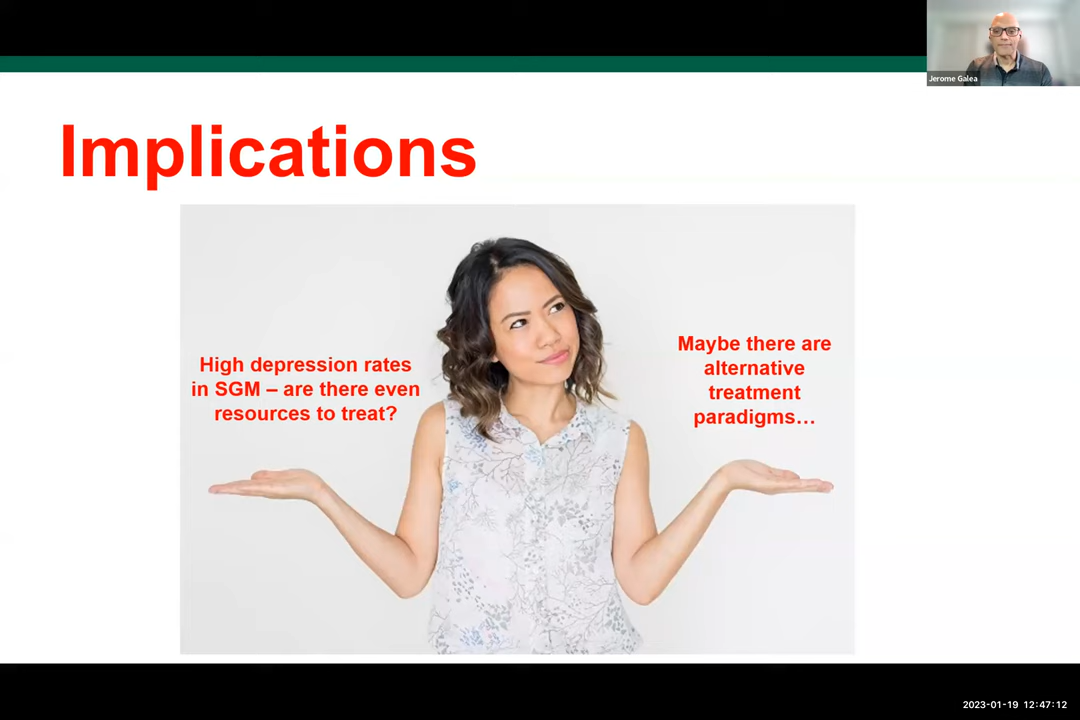 Jerome Galea
Implications
High depression rates
in SGM – are there even
resources to treat?
Maybe there are
alternative
treatment
paradigms…
2023-01-19 12:47:12